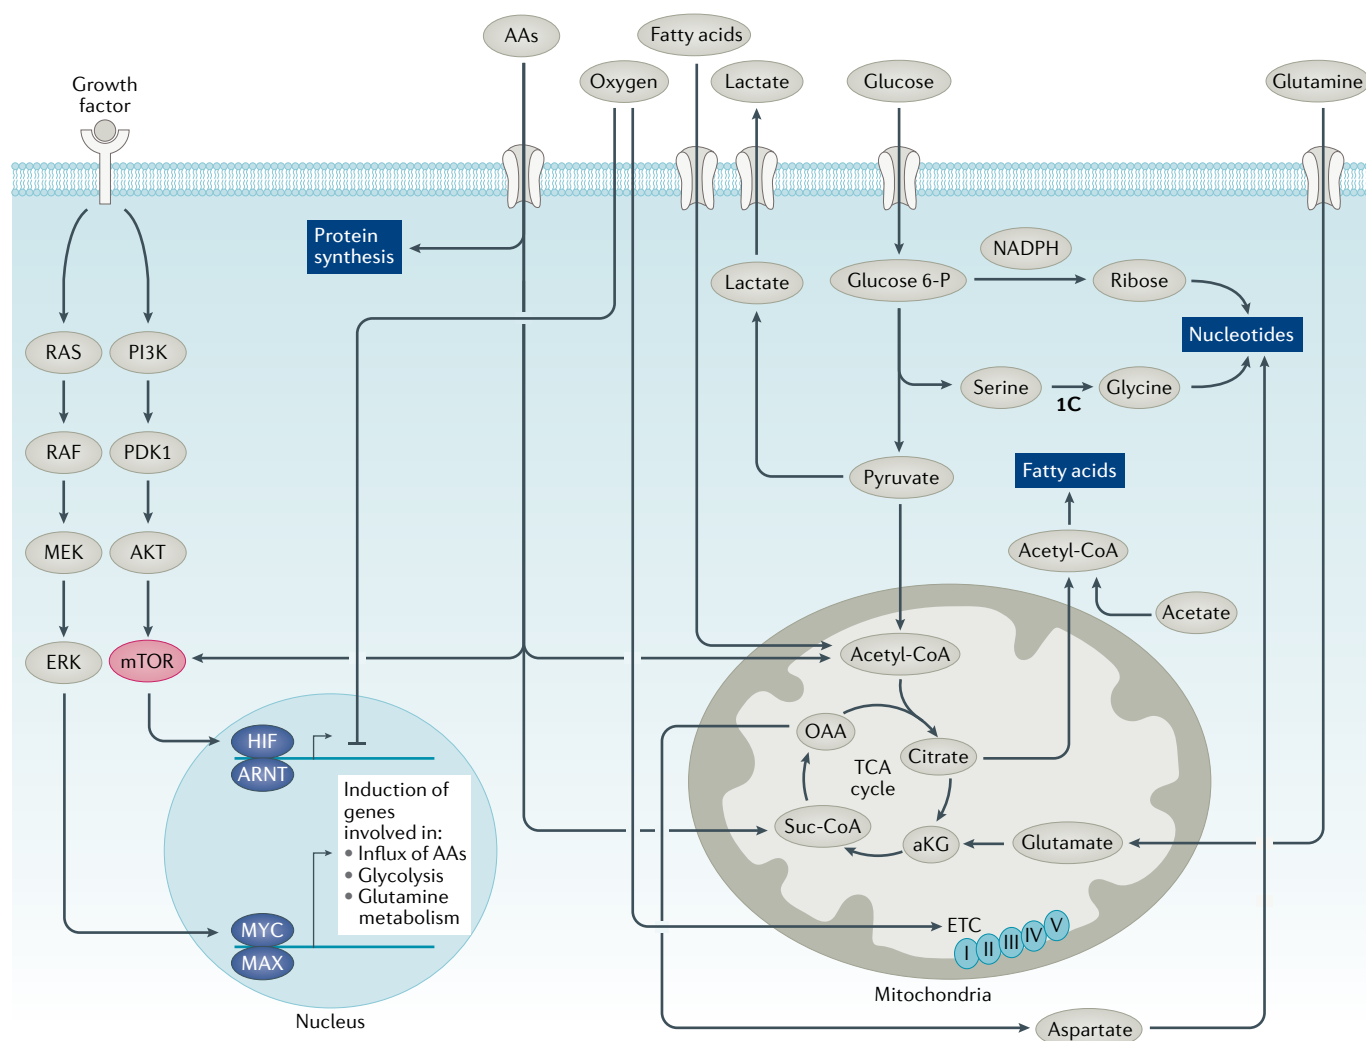 AAs
Fatty acids
Oxygen
Lactate
Glucose
Glutamine
Growth
factor
Protein
synthesis
NADPH
Lactate
Glucose 6-P
Ribose
Nucleotides
RAS
PI3K
Serine
1C
Glycine
RAF
PDK1
Pyruvate
Fatty acids
MEK
AKT
Acetyl-CoA
Acetate
ERK
mTOR
Acetyl-CoA
HIF
ARNT
OAA
Citrate
TCA
cycle
Induction of
genes
involved in:
• Influx of AAs
• Glycolysis
• Glutamine
metabolism
Suc-CoA
aKG
Glutamate
MYC
MAX
ETC
I
II
III
IV
V
Mitochondria
Nucleus
Aspartate